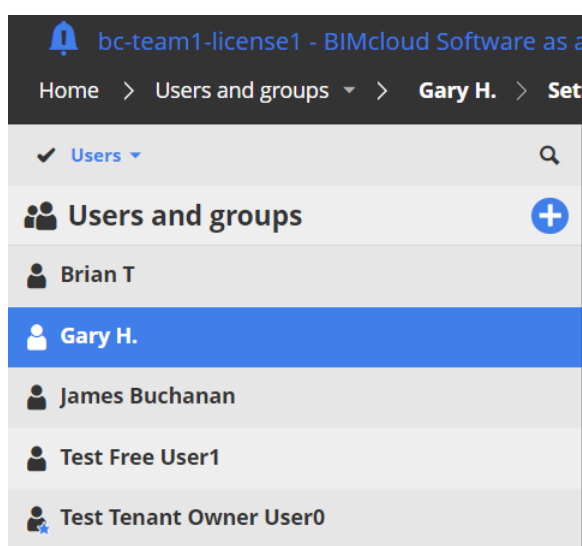 bc-team1-license1 - BIMcloud Software as a
Home > Users and groups > Gary H. > Set
Users
Users and groups
Brian T
Gary H.
James Buchanan
Test Free User1
Test Tenant Owner User0